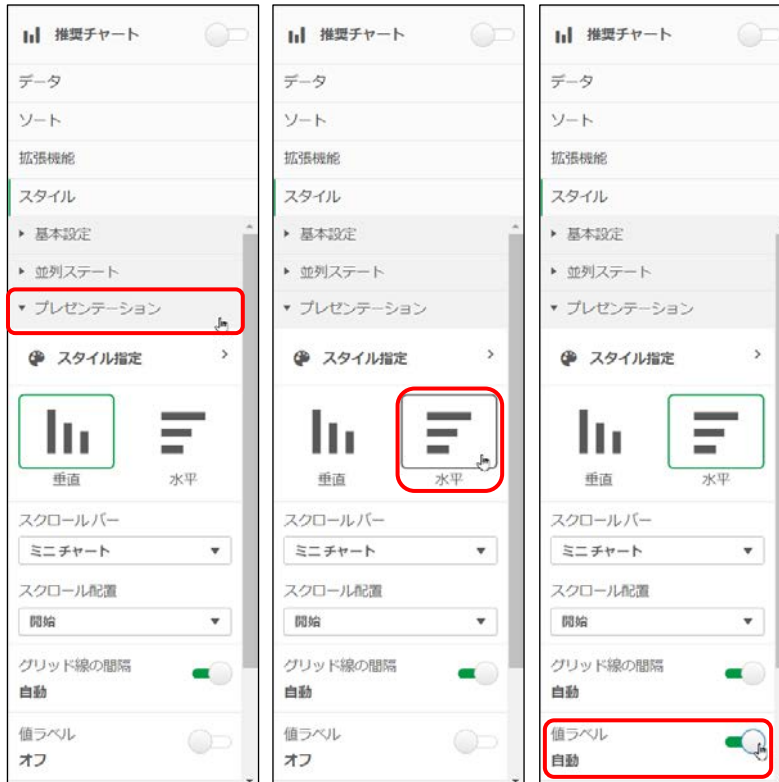 推奨チャート
データ
ソート
拡張機能
スタイル
基本設定
並列ステート
プレゼンテーション
スタイル指定
垂直
水平
スクロールバー
ミニ チャート
スクロール配置
開始
グリッド線の間隔
自動
値ラベル
オフ
推奨チャート
データ
ソート
拡張機能
スタイル
基本設定
並列ステート
プレゼンテーション
スタイル指定
垂直
水平
スクロールバー
ミニ チャート
スクロール配置
開始
グリッド線の間隔
自動
値ラベル
オフ
推奨チャート
データ
ソート
拡張機能
スタイル
基本設定
並列ステート
プレゼンテーション
スタイル指定
垂直
水平
スクロールバー
ミニ チャート
スクロール配置
開始
グリッド線の間隔
自動
値ラベル
自動